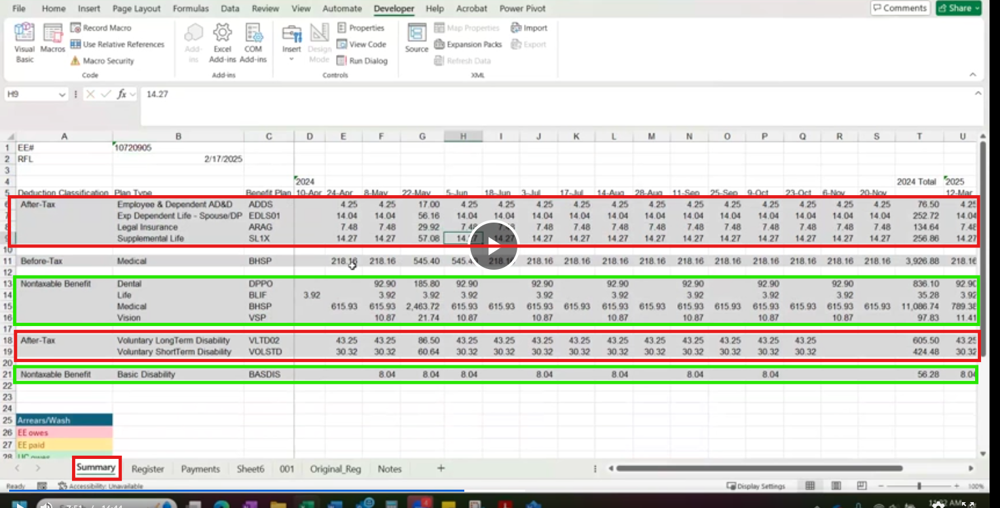 File Home Insert Page Layout Formulas Data Review View Automate Developer Help Acrobat Power Pivot Comments Share
Visual Basic Macros Record Macro Use Relative References Macro Security Code
Add-ins Excel Add-ins COM Add-ins Add-ins
Insert Design Mode Properties View Code Run Dialog Controls
Source Map Properties Expansion Packs Refresh Data Import Export XML
H9 fx 14.27
A B C D E F G H I J K L M N O P Q R S T U
1 EE# 10720905
2 RFL 2/17/2025
3
4 2024 2024 Total 2025
5 Deduction Classification Plan Type Benefit Plan 10-Apr 24-Apr 8-May 22-May 5-Jun 18-Jun 3-Jul 17-Jul 14-Aug 28-Aug 11-Sep 25-Sep 9-Oct 23-Oct 6-Nov 20-Nov 12-Mar
6 After-Tax Employee & Dependent AD&D ADDS 4.25 4.25 17.00 4.25 4.25 4.25 4.25 4.25 4.25 4.25 4.25 4.25 4.25 4.25 4.25 76.50 4.25
7 Exp Dependent Life - Spouse/DP EDLS01 14.04 14.04 56.16 14.04 14.04 14.04 14.04 14.04 14.04 14.04 14.04 14.04 14.04 14.04 14.04 252.72 14.04
8 Legal Insurance ARAG 7.48 7.48 29.92 7.48 7.48 7.48 7.48 7.48 7.48 7.48 7.48 7.48 7.48 7.48 134.64 7.48
9 Supplemental Life SL1X 14.27 14.27 57.08 14.27 14.27 14.27 14.27 14.27 14.27 14.27 14.27 14.27 14.27 14.27 256.86 14.27
10
11 Before-Tax Medical BHSP 218.16 218.16 545.40 545.40 218.16 218.16 218.16 218.16 218.16 218.16 218.16 218.16 218.16 218.16 218.16 3,926.88 218.16
12
13 Nontaxable Benefit Dental DPPO 92.90 185.80 92.90 92.90 92.90 92.90 92.90 92.90 836.10 92.90
14 Life BLIF 3.92 3.92 3.92 3.92 3.92 3.92 3.92 3.92 3.92 35.28 3.92
15 Medical BHSP 615.93 615.93 2,463.72 615.93 615.93 615.93 615.93 615.93 615.93 615.93 615.93 615.93 615.93 615.93 615.93 11,086.74 789.38
16 Vision VSP 10.87 21.74 10.87 10.87 10.87 10.87 10.87 10.87 97.83 11.41
17
18 After-Tax Voluntary LongTerm Disability VLTD02 43.25 43.25 86.50 43.25 43.25 43.25 43.25 43.25 43.25 43.25 43.25 43.25 43.25 605.50 43.25
19 Voluntary ShortTerm Disability VOLSTD 30.32 30.32 60.64 30.32 30.32 30.32 30.32 30.32 30.32 30.32 30.32 30.32 30.32 424.48 30.32
20
21 Nontaxable Benefit Basic Disability BASDIS 8.04 8.04 8.04 8.04 8.04 8.04 8.04 56.28 8.04
22
23
24
25 Arrears/Wash
26 EE owes
27 EE paid
28 UC owes
Summary Register Payments Sheet6 001 Original_Reg Notes +
Ready Accessibility: Unavailable Display Settings 100%
7:51 / 16:44